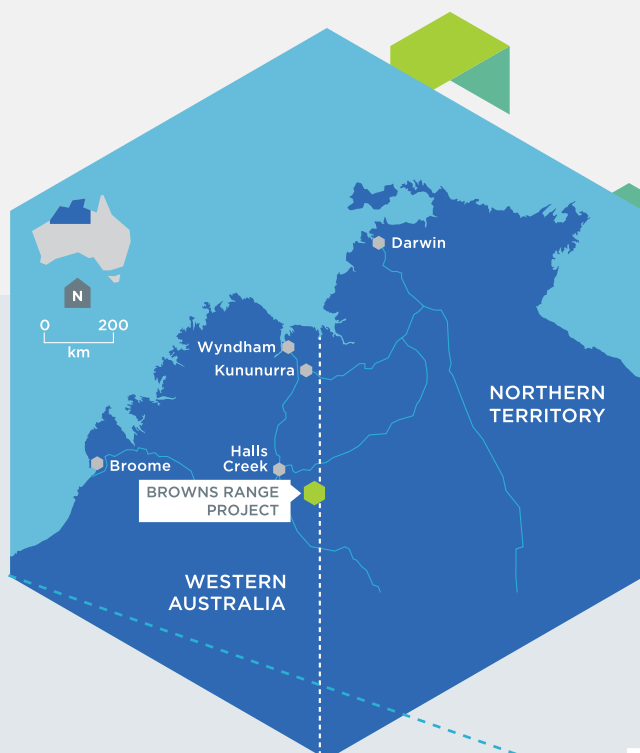 Darwin
N
0 200
km
Wyndham
Kununurra
NORTHERN
TERRITORY
Halls
Creek
Broome
BROWNS RANGE
PROJECT
WESTERN
AUSTRALIA